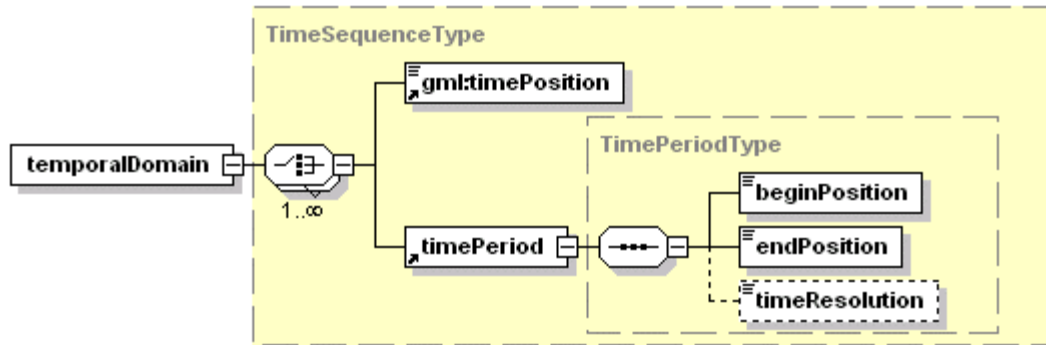 TimeSequenceType
gml:timePosition
TimePeriodType
temporalDomain
1..∞
beginPosition
timePeriod
endPosition
timeResolution